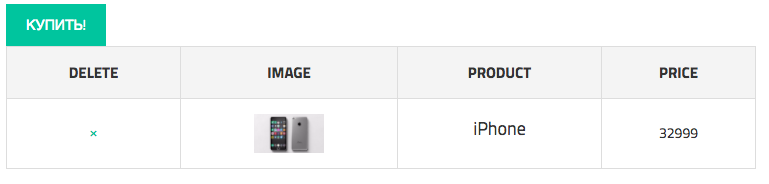 КУПИТЬ!
DELETE IMAGE PRODUCT PRICE
× iPhone 32999